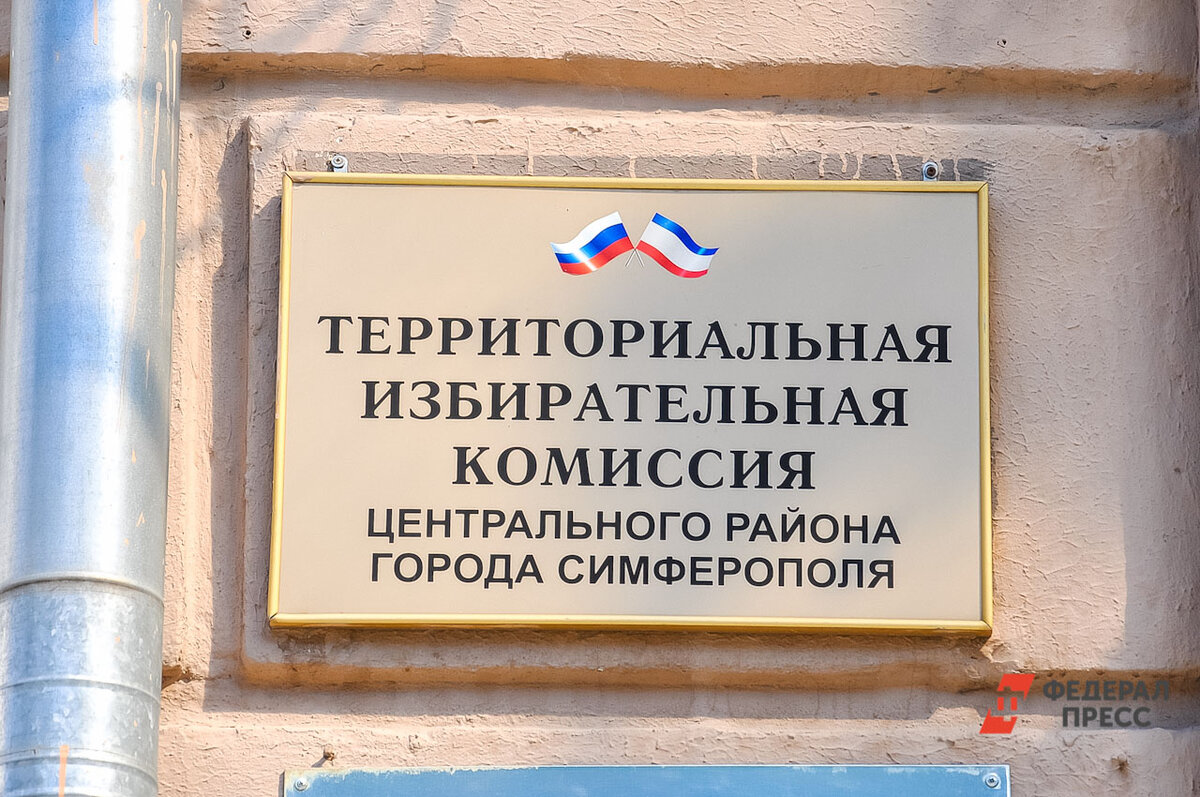 ТЕРРИТОРИАЛЬНАЯ
ИЗБИРАТЕЛЬНАЯ
КОМИССИЯ
ЦЕНТРАЛЬНОГО РАЙОНА
ГОРОДА СИМФЕРОПОЛЯ
ФЕДЕРАЛ
ПРЕСС